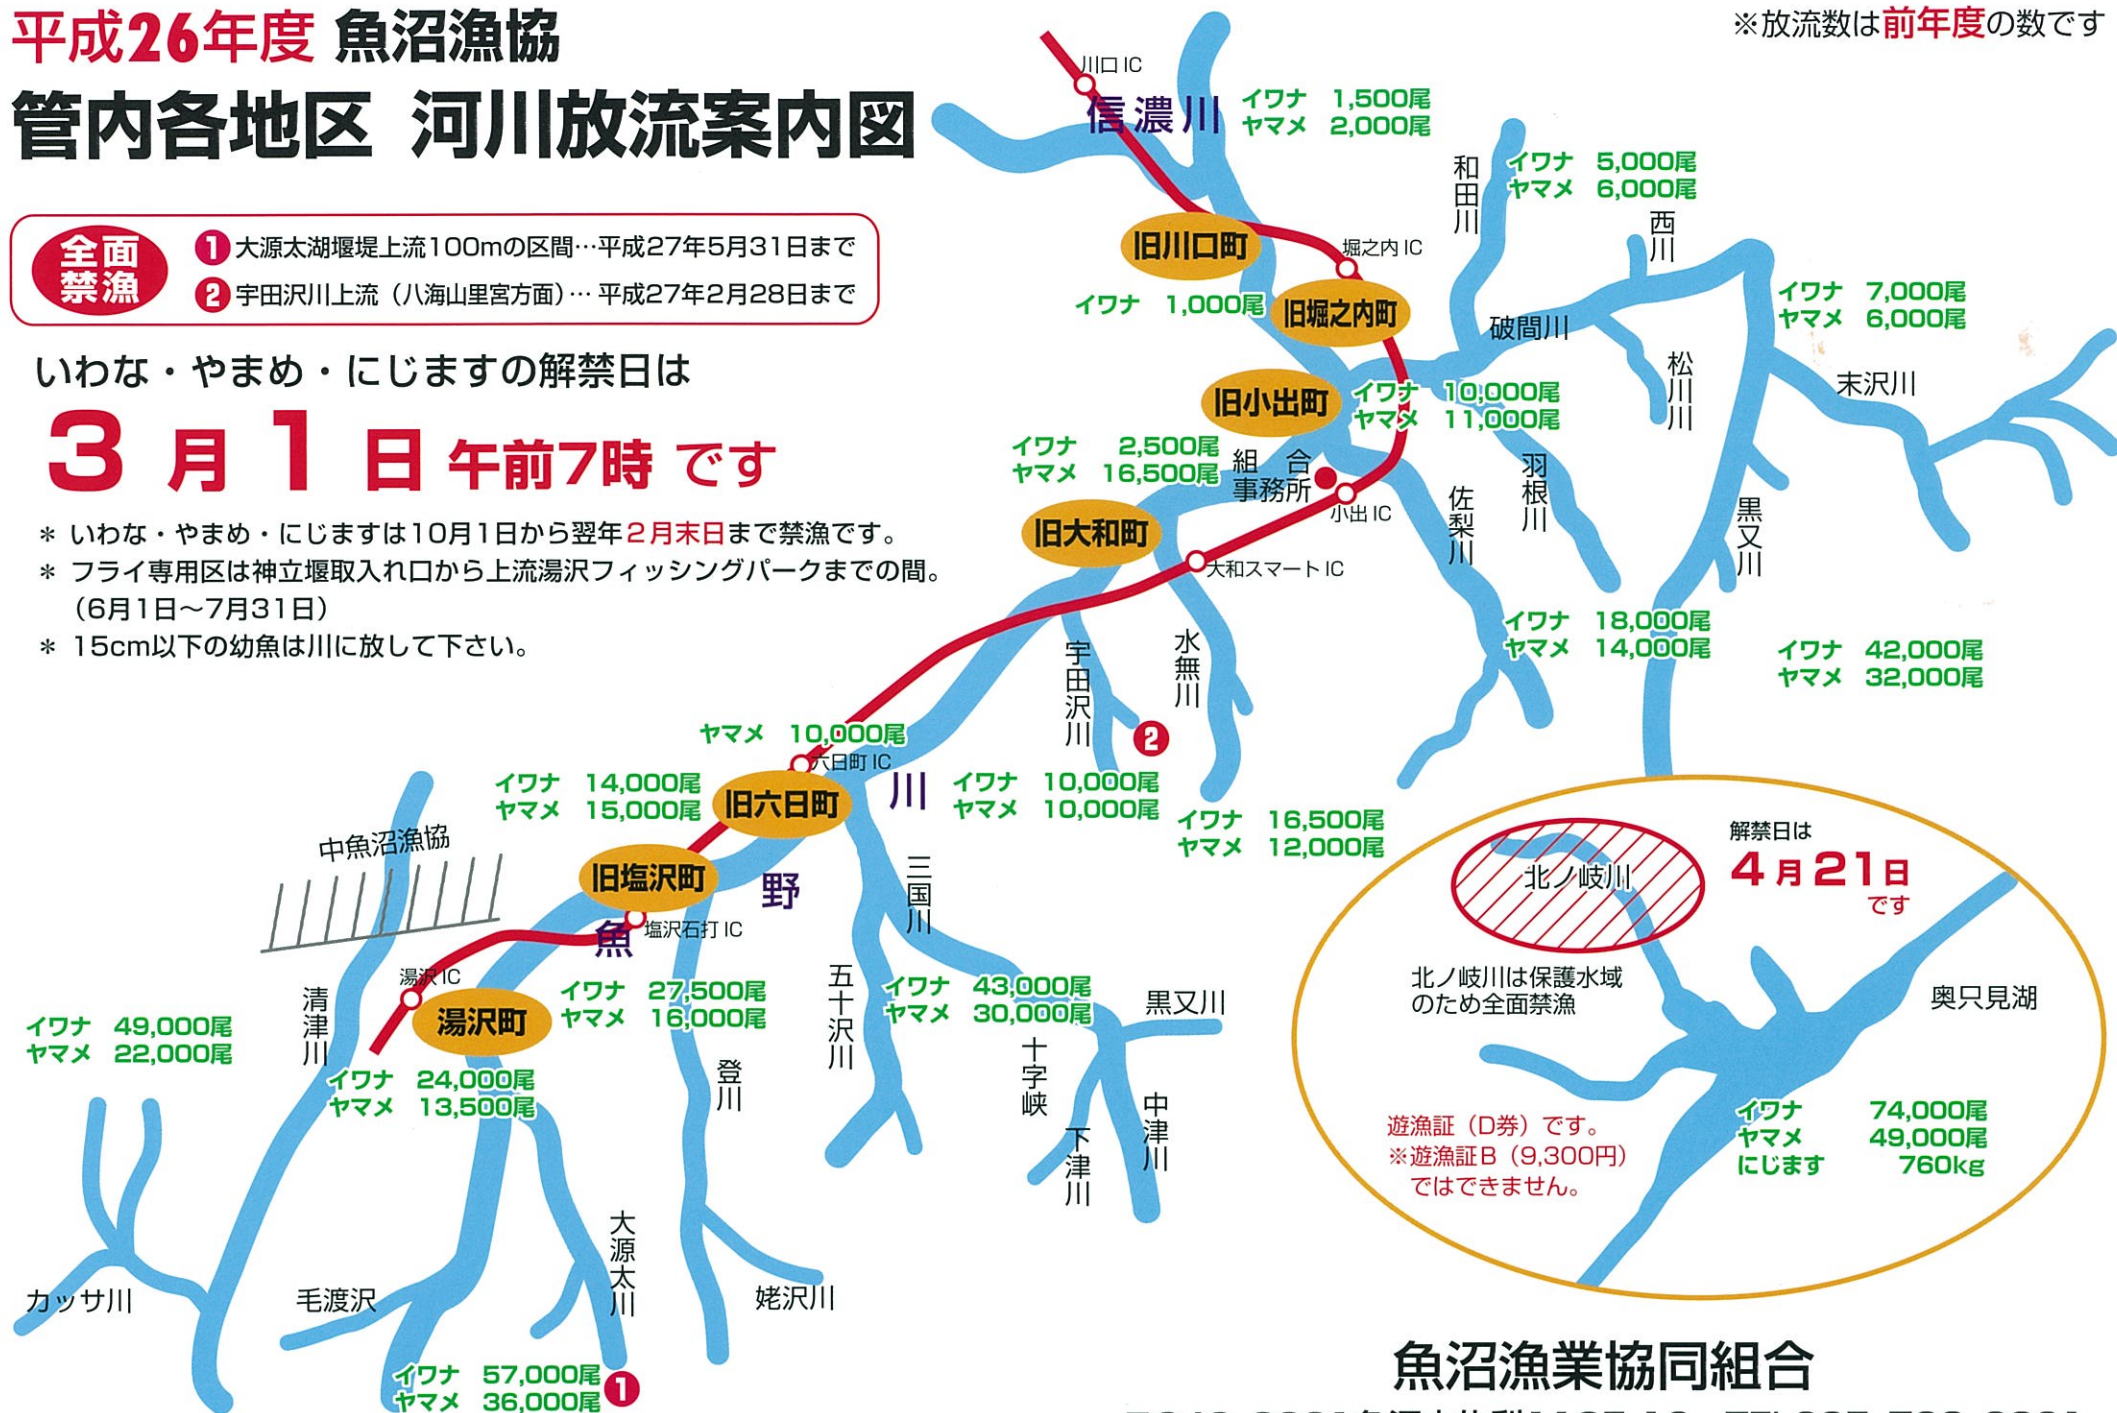 平成26年度 魚沼漁協
管内各地区 河川放流案内図
※放流数は前年度の数です
全面
禁漁
1 大源太湖堰堤上流100mの区間…平成27年5月31日まで
2 宇田沢川上流（八海山里宮方面）…平成27年2月28日まで
いわな・やまめ・にじますの解禁日は
3月1日 午前7時 です
＊ いわな・やまめ・にじますは10月1日から翌年2月末日まで禁漁です。
＊ フライ専用区は神立堰取入れ口から上流湯沢フィッシングパークまでの間。
（6月1日～7月31日）
＊ 15cm以下の幼魚は川に放して下さい。
川口 IC
信濃川
イワナ 1,500尾
ヤマメ 2,000尾
和田川
イワナ 5,000尾
ヤマメ 6,000尾
西川
旧川口町
堀之内 IC
イワナ 1,000尾
旧堀之内町
破間川
イワナ 7,000尾
ヤマメ 6,000尾
松川川
末沢川
旧小出町
イワナ 10,000尾
ヤマメ 11,000尾
イワナ 2,500尾
ヤマメ 16,500尾
組合
事務所
小出 IC
佐梨川
羽根川
黒又川
旧大和町
大和スマート IC
イワナ 18,000尾
ヤマメ 14,000尾
イワナ 42,000尾
ヤマメ 32,000尾
宇田沢川
水無川
2
ヤマメ 10,000尾
六日町 IC
イワナ 14,000尾
ヤマメ 15,000尾
旧六日町
川
イワナ 10,000尾
ヤマメ 10,000尾
イワナ 16,500尾
ヤマメ 12,000尾
中魚沼漁協
旧塩沢町
野
三国川
塩沢石打 IC
魚
湯沢 IC
湯沢町
清津川
イワナ 27,500尾
ヤマメ 16,000尾
五十沢川
イワナ 43,000尾
ヤマメ 30,000尾
黒又川
イワナ 49,000尾
ヤマメ 22,000尾
イワナ 24,000尾
ヤマメ 13,500尾
登川
十字峡
下津川
中津川
大源太川
カッサ川
毛渡沢
姥沢川
イワナ 57,000尾
ヤマメ 36,000尾
1
北ノ岐川
解禁日は
4月21日
です
北ノ岐川は保護水域
のため全面禁漁
奥只見湖
遊漁証（D券）です。
※遊漁証B（9,300円）
ではできません。
イワナ 74,000尾
ヤマメ 49,000尾
にじます 760kg
魚沼漁業協同組合